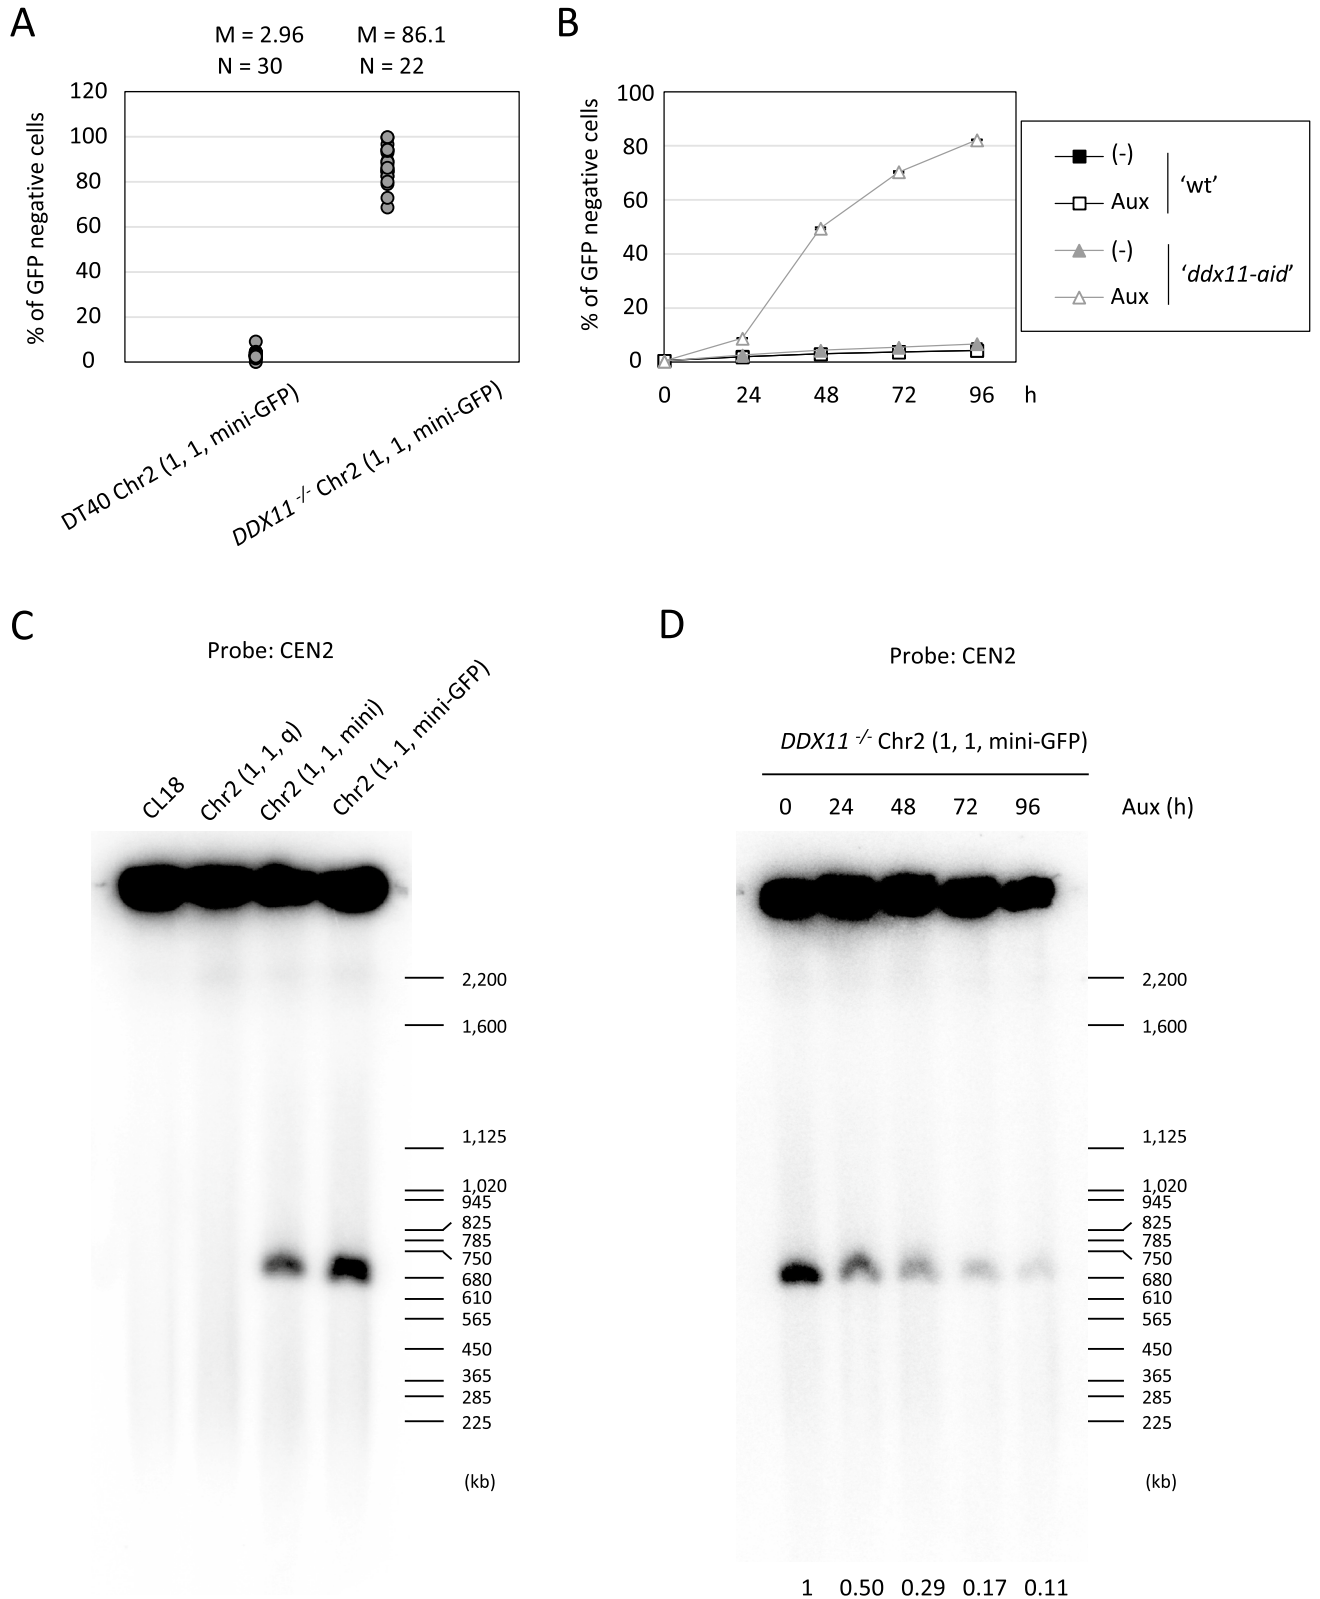 A
M = 2.96
M = 86.1
N = 30
N = 22
120
100
80
60
40
20
0
% of GFP negative cells
DT40 Chr2 (1, 1, mini-GFP)
DDX11 -/- Chr2 (1, 1, mini-GFP)
B
100
80
60
40
20
0
% of GFP negative cells
0 24 48 72 96 h
(-)
Aux
'wt'
(-)
Aux
'ddx11-aid'
C
Probe: CEN2
CL18
Chr2 (1, 1, q)
Chr2 (1, 1, mini)
Chr2 (1, 1, mini-GFP)
2,200
1,600
1,125
1,020
945
825
785
750
680
610
565
450
365
285
225
(kb)
D
Probe: CEN2
DDX11 -/- Chr2 (1, 1, mini-GFP)
0 24 48 72 96 Aux (h)
2,200
1,600
1,125
1,020
945
825
785
750
680
610
565
450
365
285
225
(kb)
1 0.50 0.29 0.17 0.11